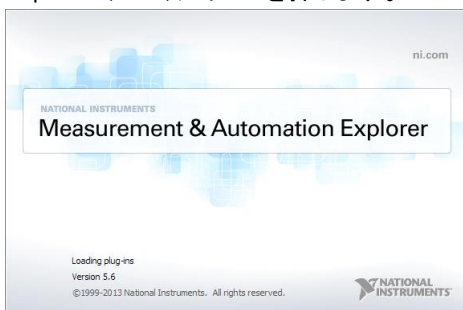 ni.com
NATIONAL INSTRUMENTS
Measurement & Automation Explorer
Loading plug-ins
Version 5.6
©1999-2013 National Instruments. All rights reserved.
NATIONAL
INSTRUMENTS